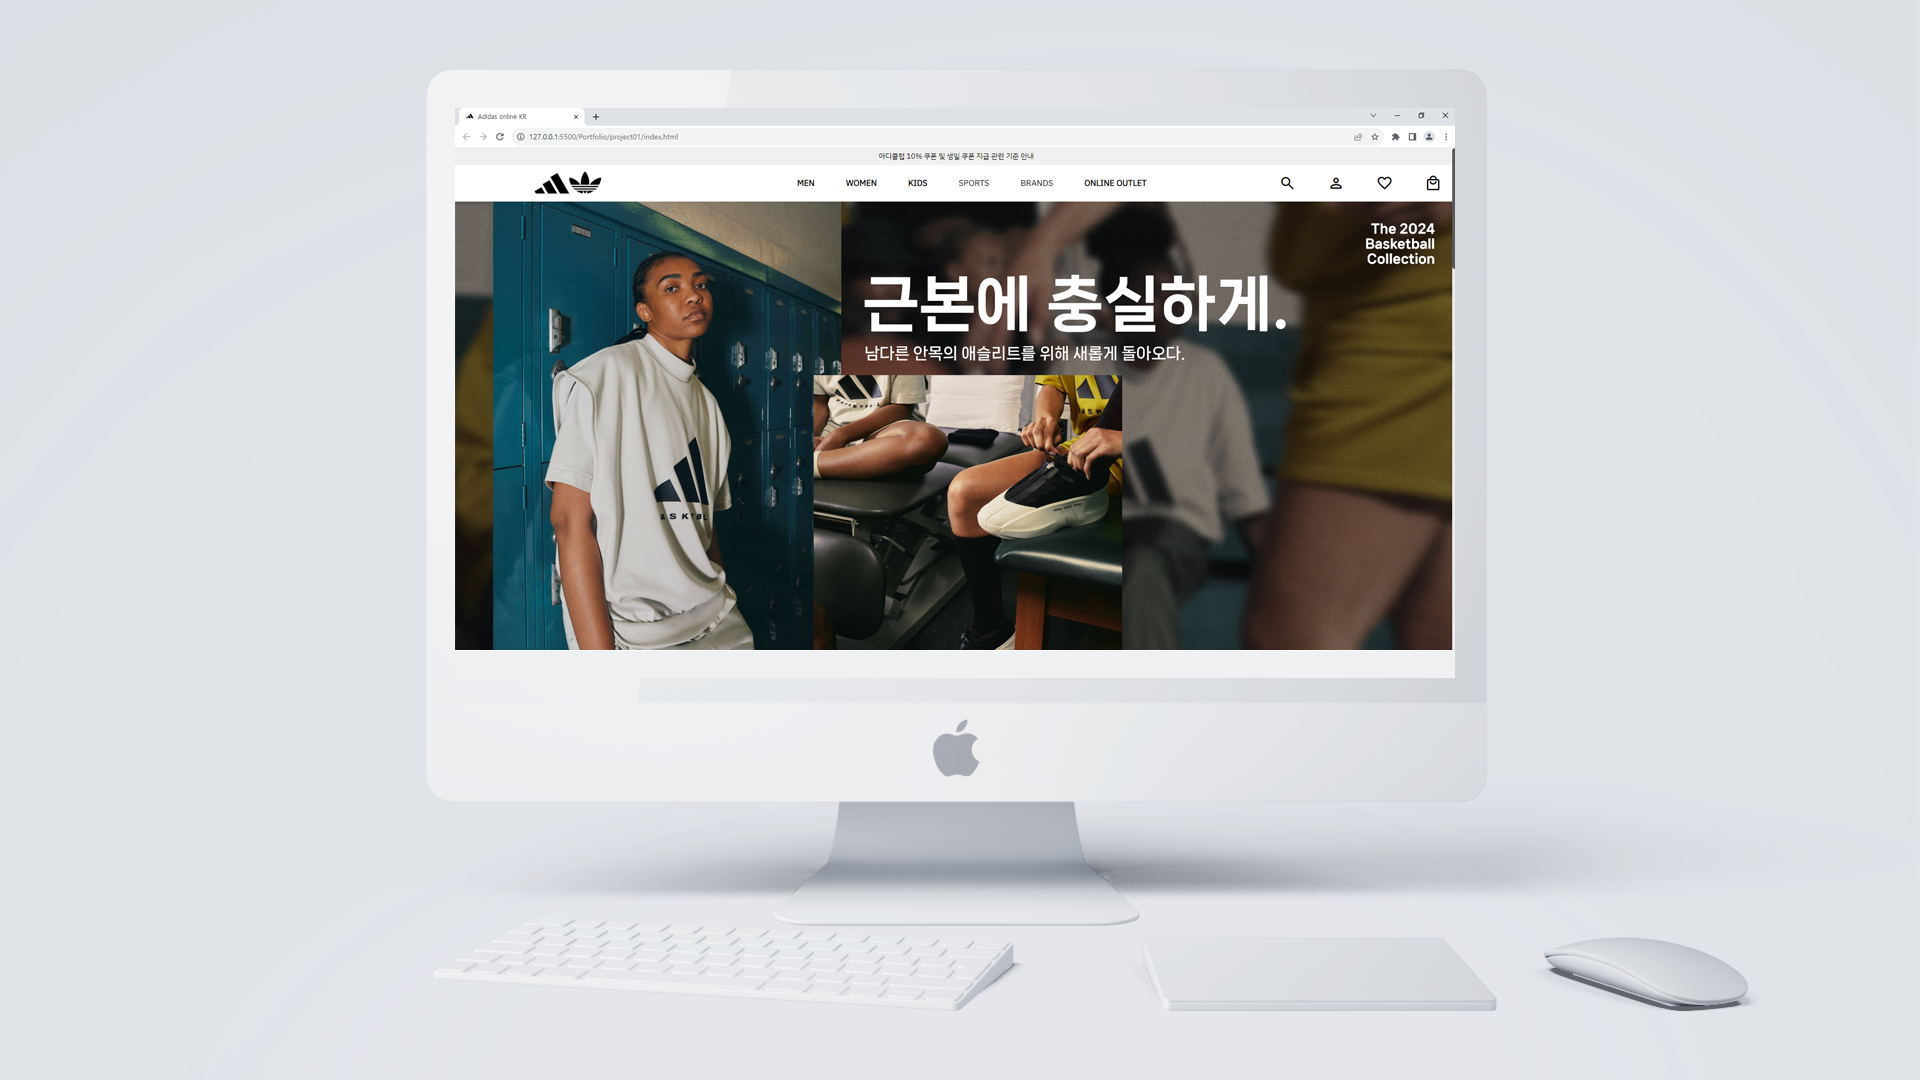 Adidas online KR
127.0.0.1:5500/Portfolio/project01/index.html
아디클럽 10% 쿠폰 및 생일 쿠폰 지급 관련 기준 안내
MEN WOMEN KIDS SPORTS BRANDS ONLINE OUTLET
The 2024
Basketball
Collection
근본에 충실하게.
남다른 안목의 애슬리트를 위해 새롭게 돌아오다.